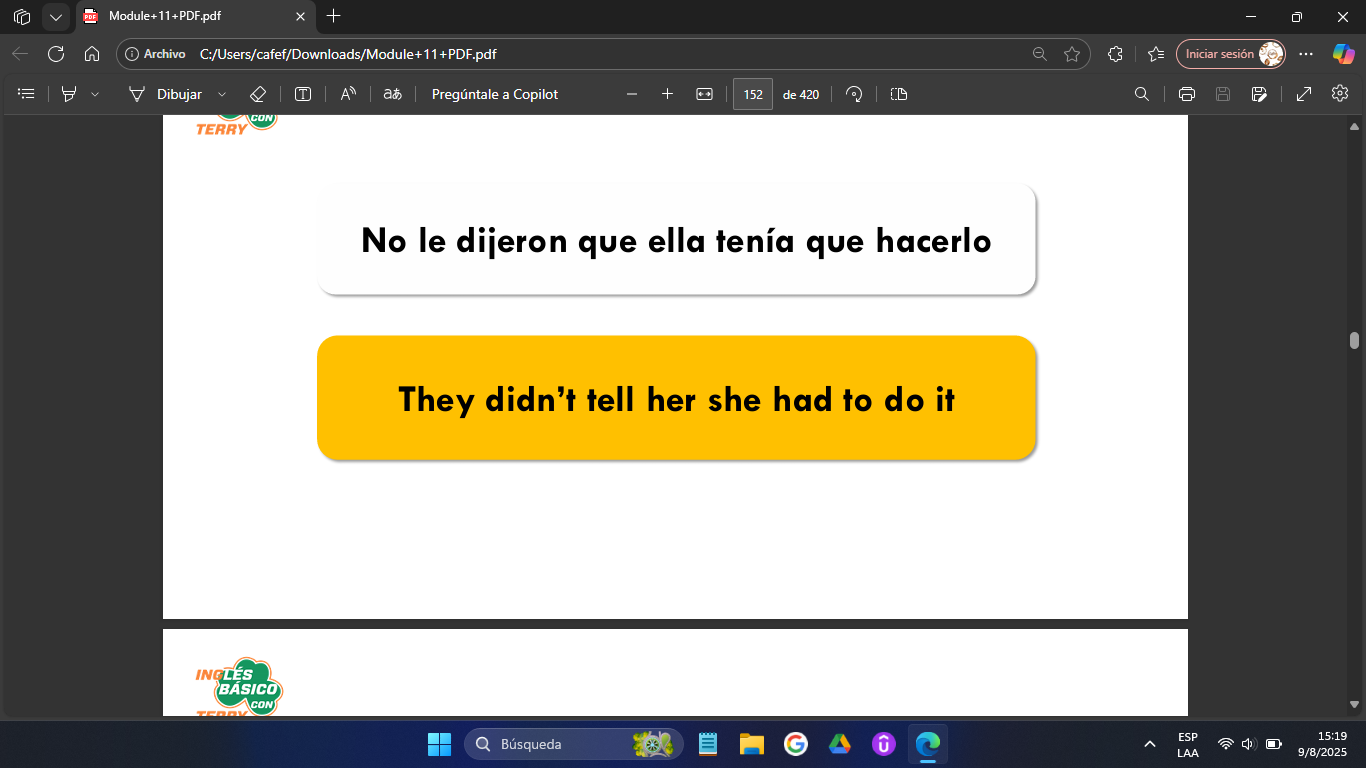 Module+11+PDF.pdf
Archivo C:/Users/cafef/Downloads/Module+11+PDF.pdf
Iniciar sesión
Dibujar
aあ
Pregúntale a Copilot
152 de 420
CON
TERRY
No le dijeron que ella tenía que hacerlo
They didn't tell her she had to do it
INGLÉS
BÁSICO
CON
TERRY
Búsqueda
ESP
LAA
15:19
9/8/2025